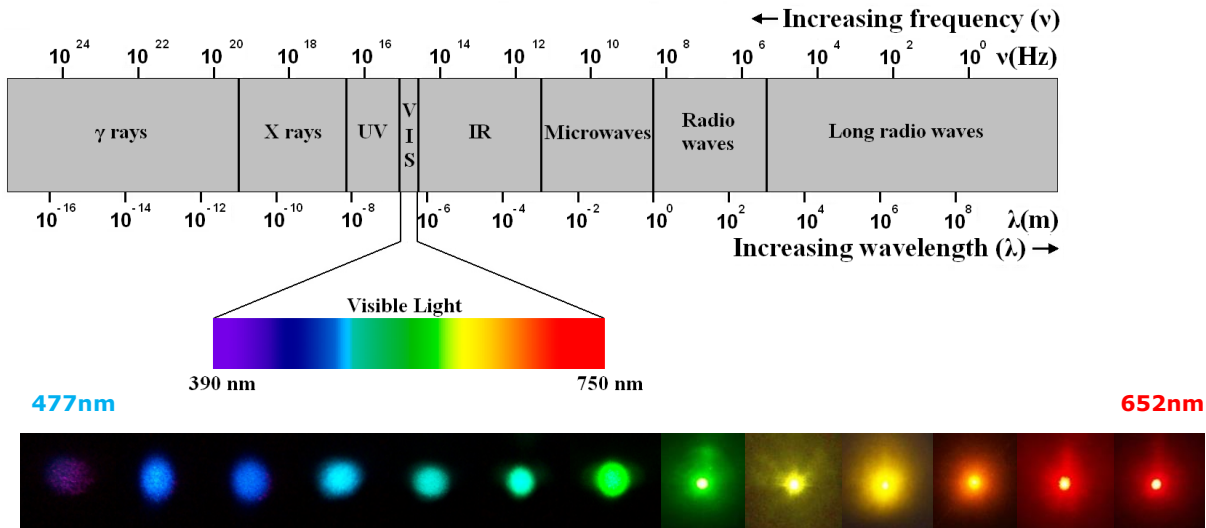 ← Increasing frequency (ν)
10^24 10^22 10^20 10^18 10^16 10^14 10^12 10^10 10^8 10^6 10^4 10^2 10^0 ν(Hz)
γ rays X rays UV VIS IR Microwaves Radio waves Long radio waves
10^-16 10^-14 10^-12 10^-10 10^-8 10^-6 10^-4 10^-2 10^0 10^2 10^4 10^6 10^8 λ(m)
Increasing wavelength (λ) →
Visible Light
390 nm 750 nm
477nm 652nm